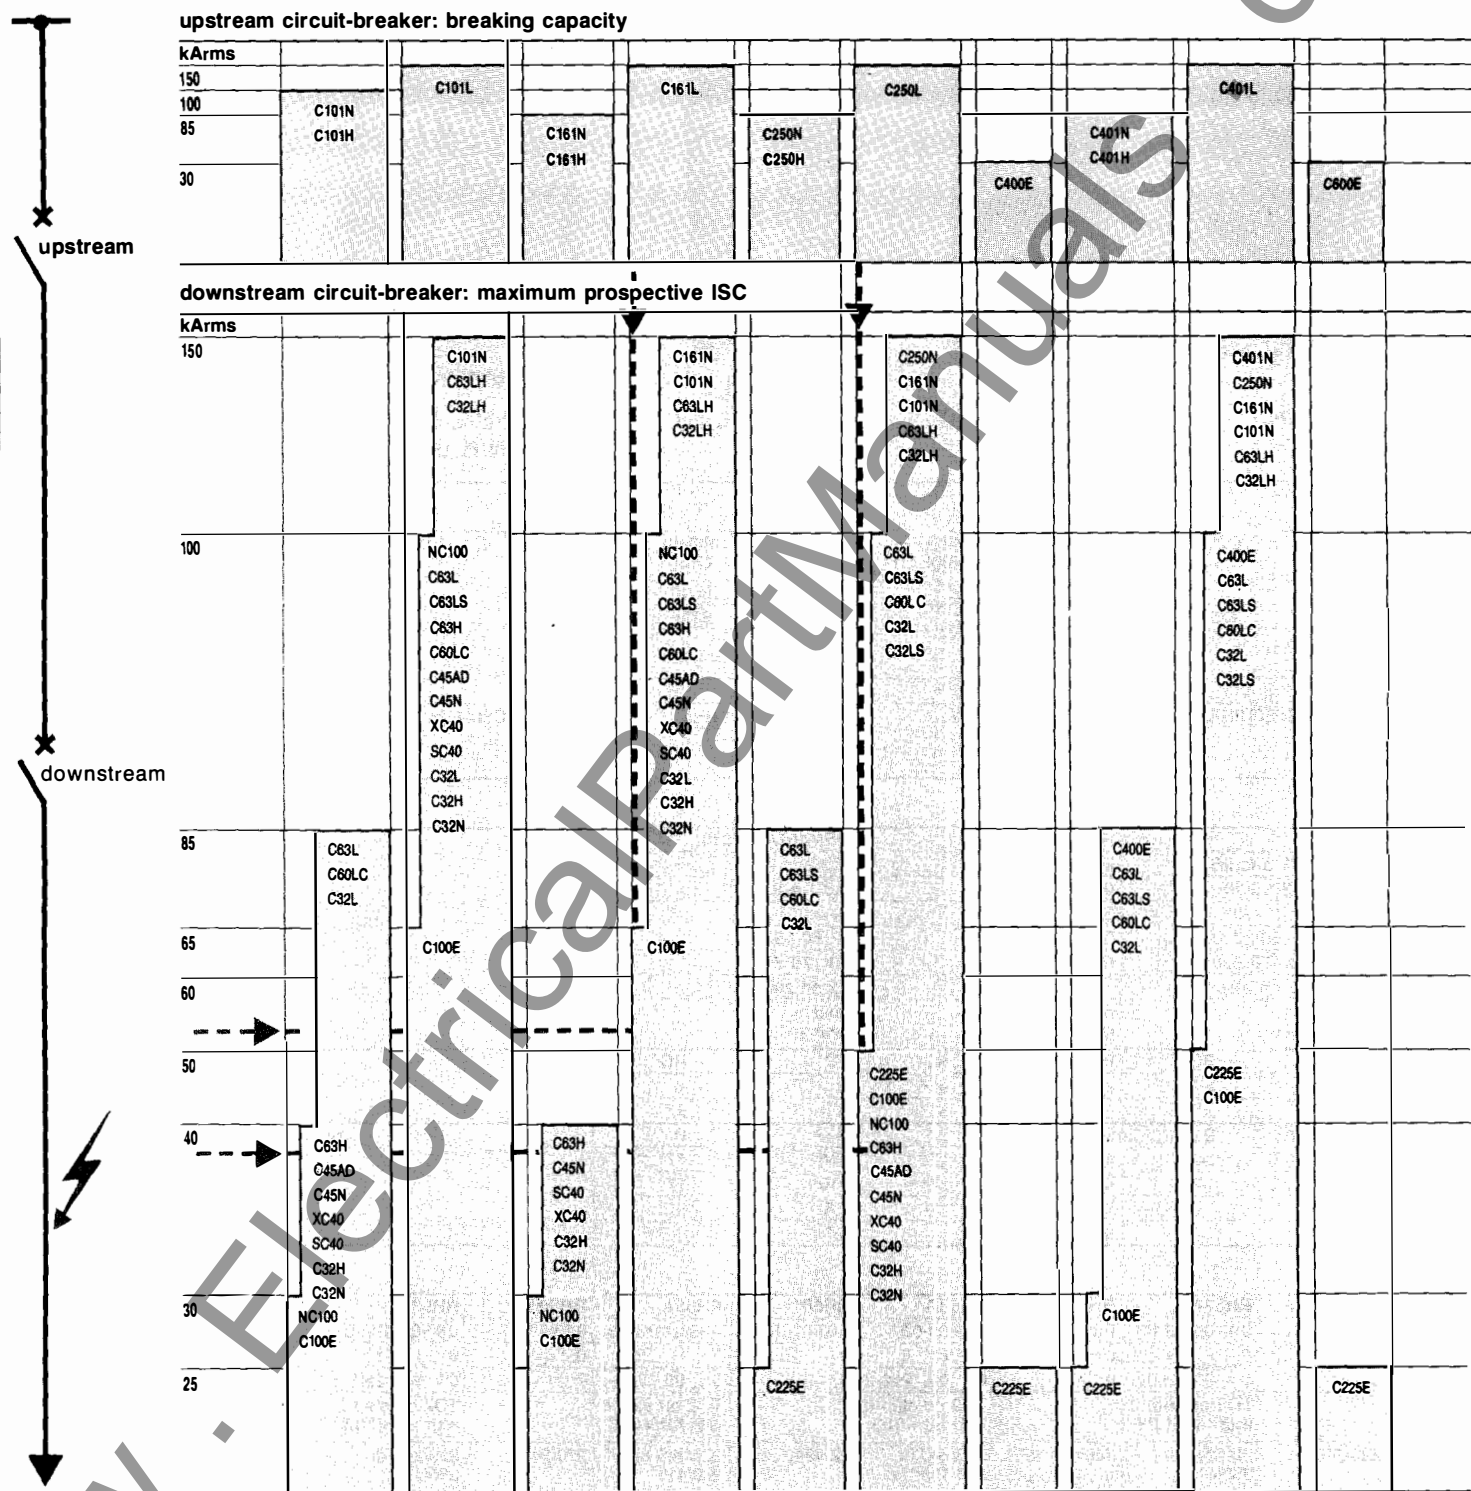 upstream circuit-breaker: breaking capacity
kArms
150
100
85
30
C101N
C101H
C101L
C161N
C161H
C161L
C250N
C250H
C250L
C400E
C401N
C401H
C401L
C600E
upstream
downstream
downstream circuit-breaker: maximum prospective ISC
kArms
150
100
85
65
60
50
40
30
25
C63L
C60LC
C32L
C63H
C45AD
C45N
XC40
SC40
C32H
C32N
NC100
C100E
C101N
C63LH
C32LH
NC100
C63L
C63LS
C63H
C60LC
C45AD
C45N
XC40
SC40
C32L
C32H
C32N
C100E
C63H
C45N
SC40
XC40
C32H
C32N
NC100
C100E
C161N
C101N
C63LH
C32LH
NC100
C63L
C63LS
C63H
C60LC
C45AD
C45N
XC40
SC40
C32L
C32H
C32N
C100E
C63L
C63LS
C60LC
C32L
C225E
C250N
C161N
C101N
C63LH
C32LH
C63L
C63LS
C60LC
C32L
C32LS
C225E
C100E
NC100
C63H
C45AD
C45N
XC40
SC40
C32H
C32N
C225E
C400E
C63L
C63LS
C60LC
C32L
C100E
C225E
C401N
C250N
C161N
C101N
C63LH
C32LH
C400E
C63L
C63LS
C60LC
C32L
C32LS
C225E
C100E
C225E
. ElectricalPartManuals .